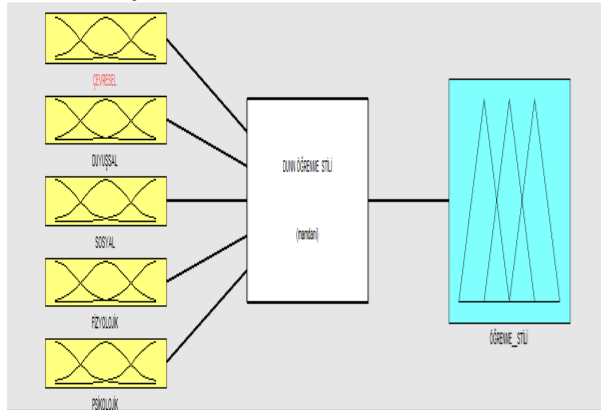 ÇEVRESEL
DUYUŞSAL
SOSYAL
FİZYOLOJİK
PSİKOLOJİK
DUNN ÖĞRENME STİLİ
(mamdani)
ÖĞRENME_STİLİ